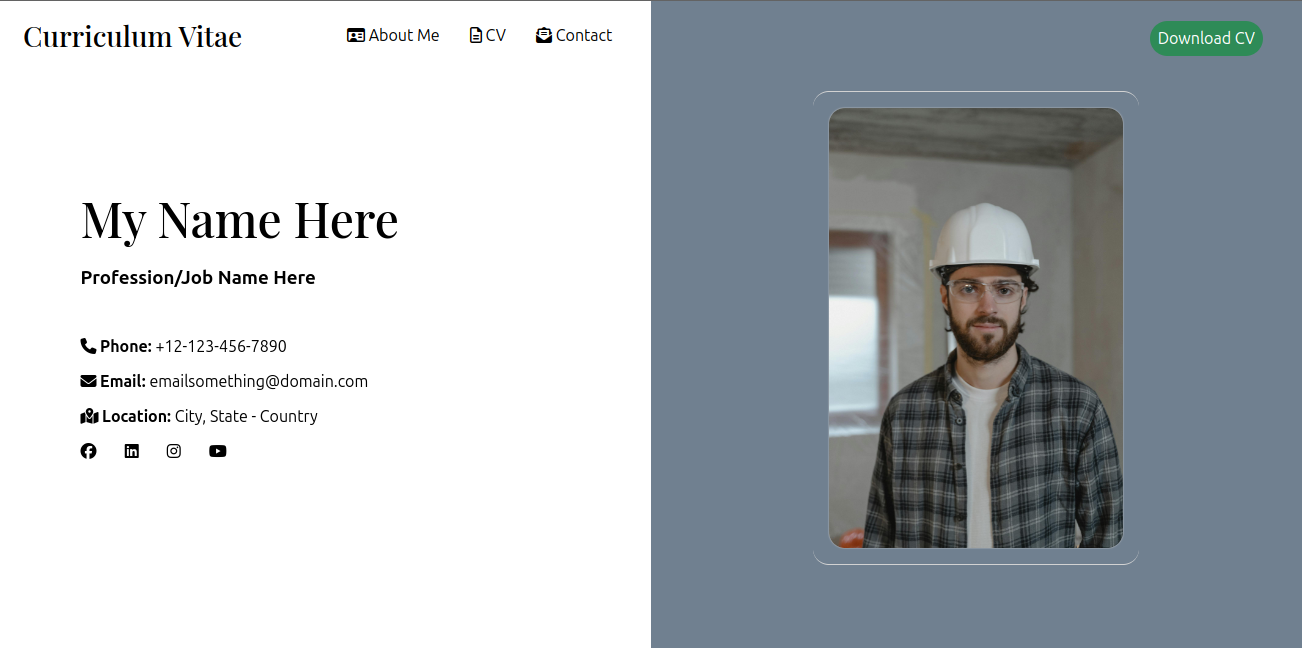 Curriculum Vitae
About Me
CV
Contact
Download CV
My Name Here
Profession/Job Name Here
Phone: +12-123-456-7890
Email: emailsomething@domain.com
Location: City, State - Country